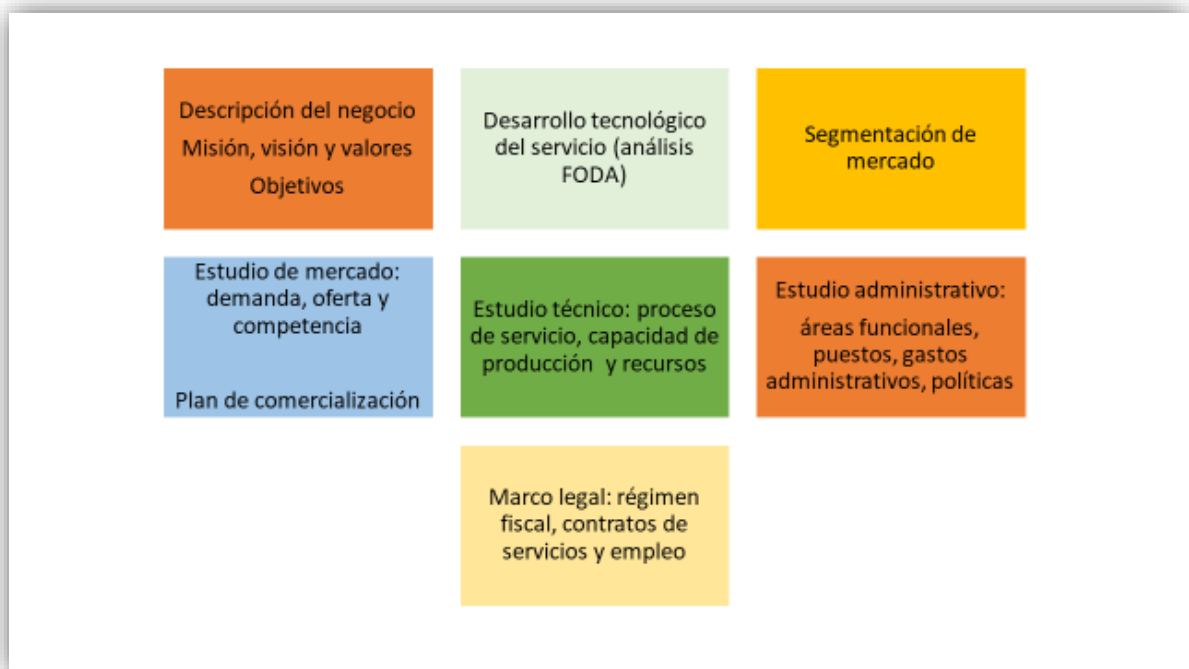 Descripción del negocio
Misión, visión y valores
Objetivos
Desarrollo tecnológico
del servicio (análisis
FODA)
Segmentación de
mercado
Estudio de mercado:
demanda, oferta y
competencia
Plan de comercialización
Estudio técnico: proceso
de servicio, capacidad de
producción y recursos
Estudio administrativo:
áreas funcionales,
puestos, gastos
administrativos, políticas
Marco legal: régimen
fiscal, contratos de
servicios y empleo